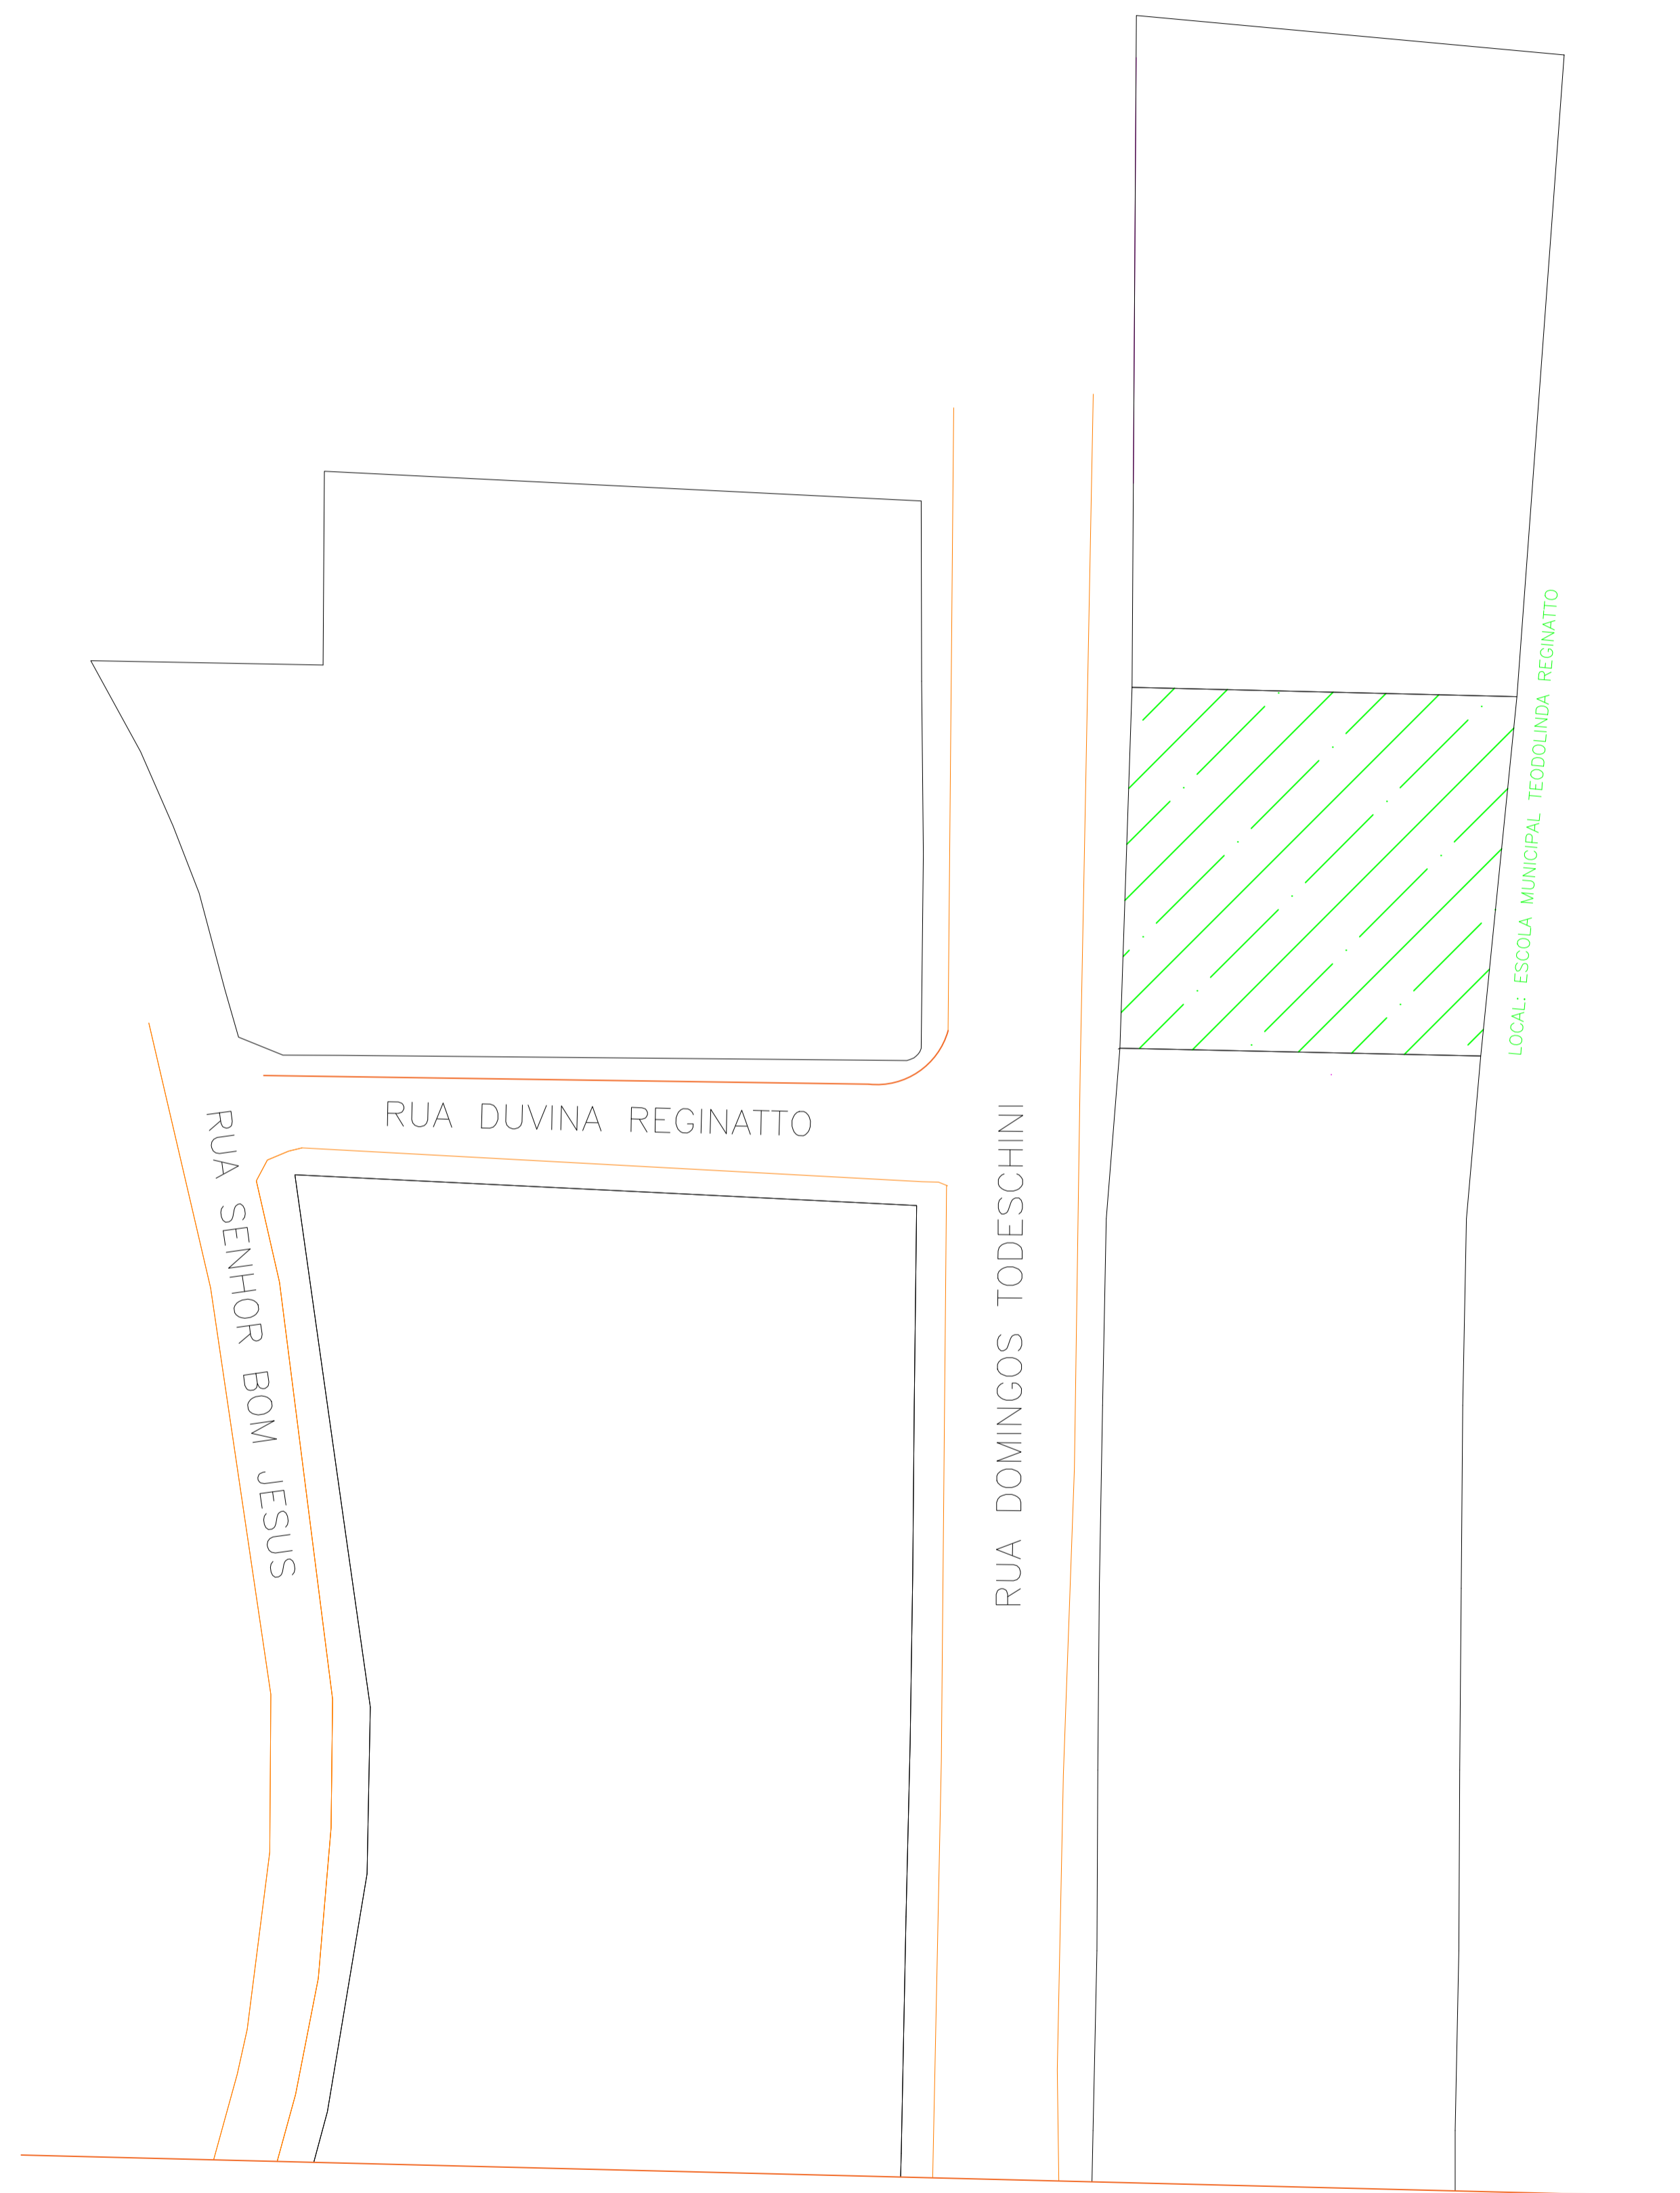 LOCAL: ESCOLA MUNICIPAL TEODOLINDA REGINATTO
RUA DUVINA REGINATTO
RUA SENHOR BOM JESUS
RUA DOMINGOS TODESCHINI